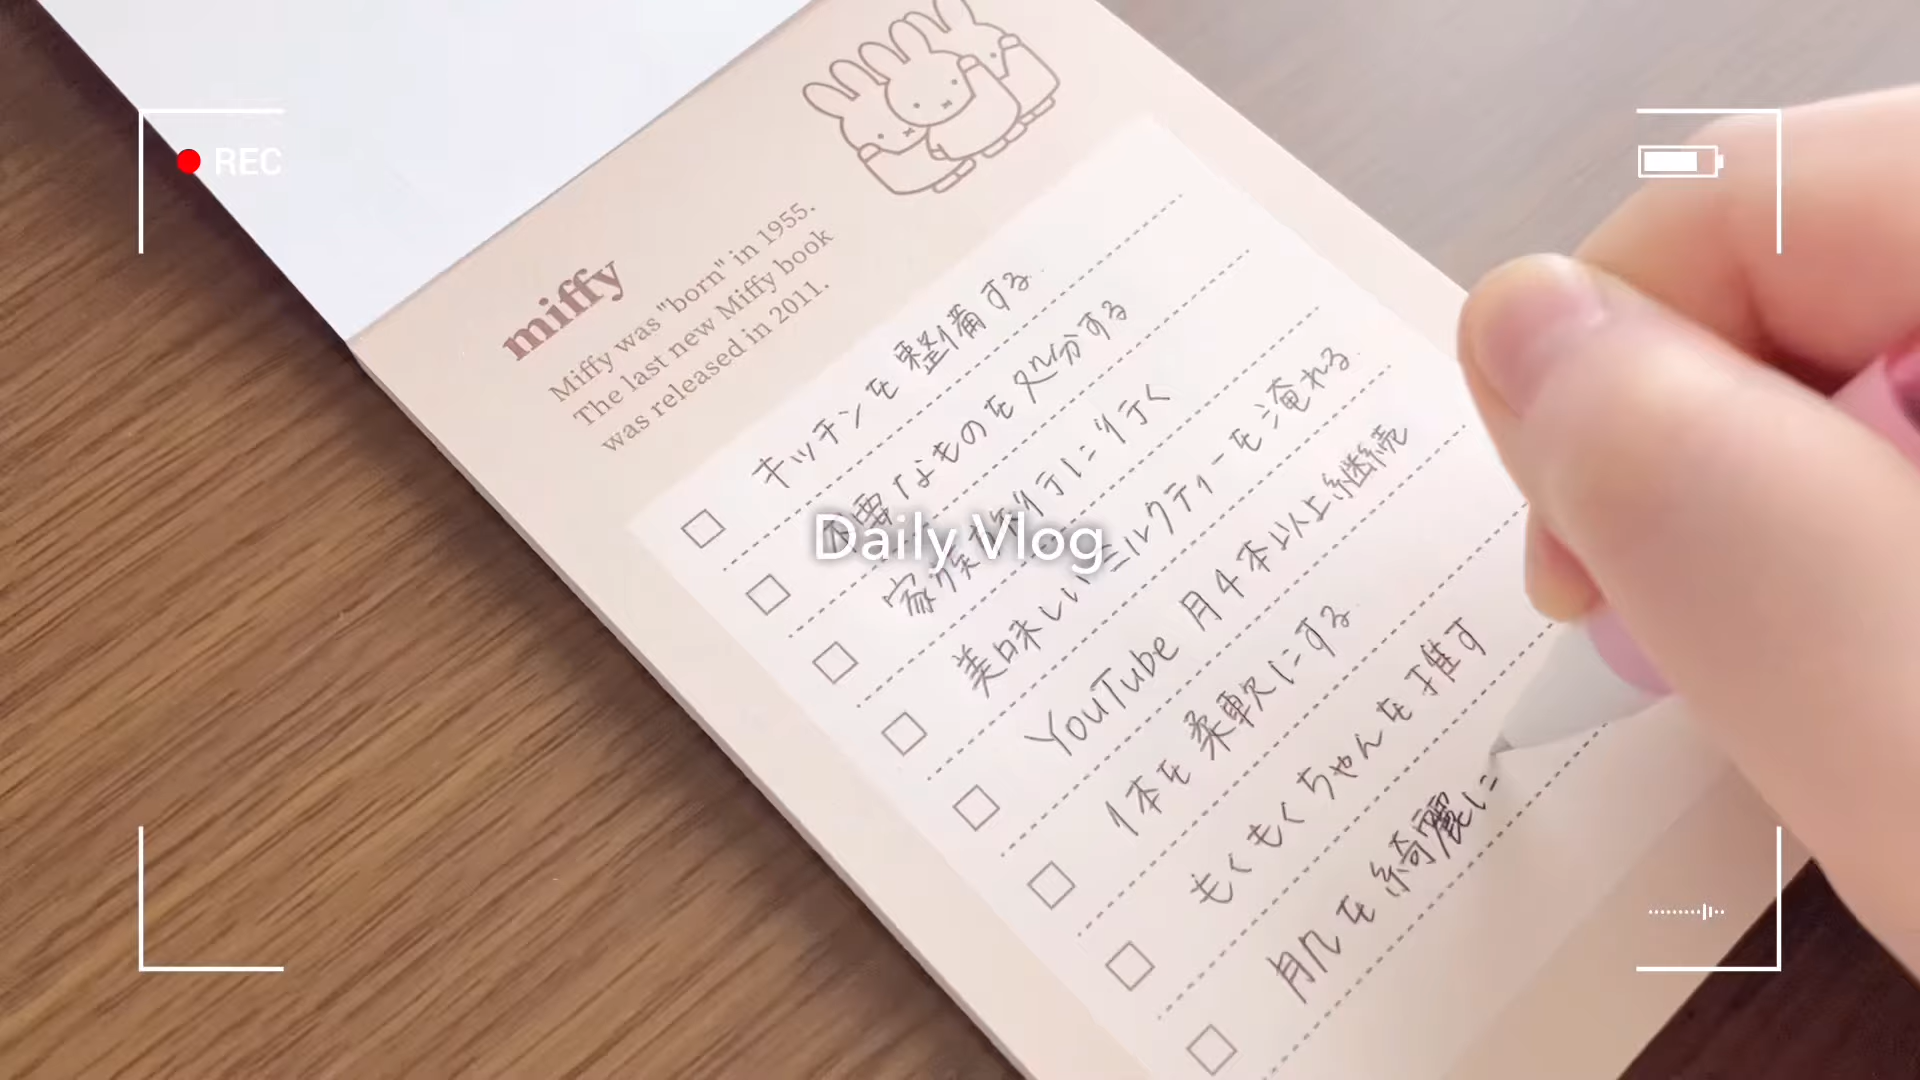 REC
miffy
Miffy was "born" in 1955.
The last new Miffy book
was released in 2011.
キッチンを整備する
不要なものを処分する
家族旅行に行く
美味しいミルクティーを淹れる
Daily Vlog
YouTube 月4本以上継続
1本を柔軟にする
もくもくちゃんを推す
肌を綺麗に